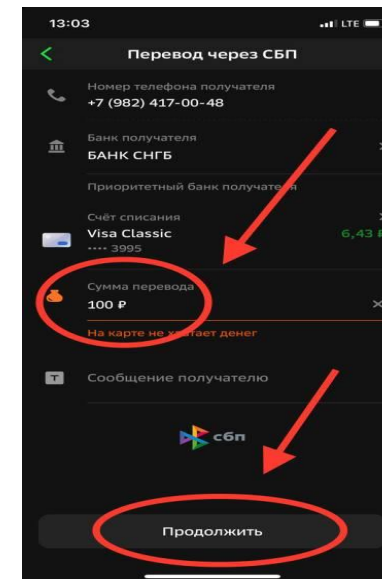 13:03
LTE
Перевод через СБП
Номер телефона получателя
+7 (982) 417-00-48
Банк получателя
БАНК СНГБ
Приоритетный банк получателя
Счёт списания
Visa Classic
6,43 ₽
•••• 3995
Сумма перевода
100 ₽
На карте не хватает денег
T
Сообщение получателю
сбп
Продолжить